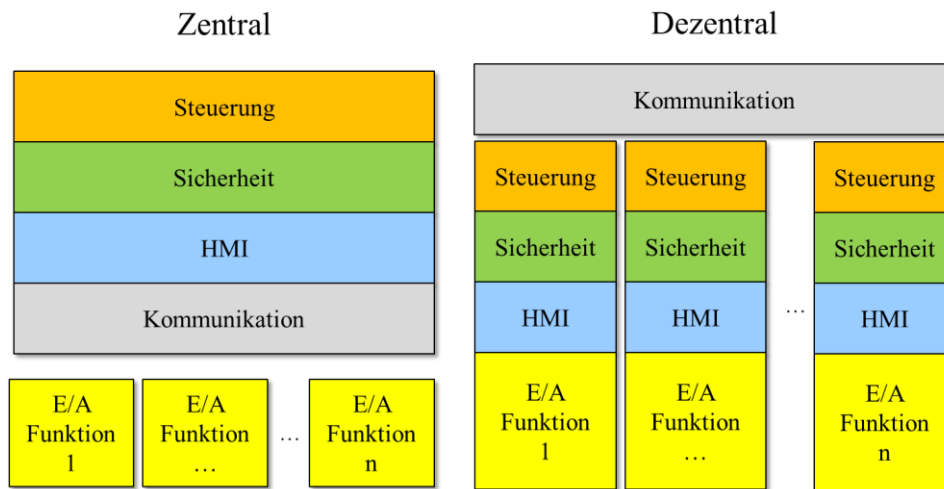 Zentral
Steuerung
Sicherheit
HMI
Kommunikation
E/A
Funktion
1
E/A
Funktion
…
…
E/A
Funktion
n
Dezentral
Kommunikation
Steuerung
Sicherheit
HMI
E/A
Funktion
1
Steuerung
Sicherheit
HMI
E/A
Funktion
…
…
Steuerung
Sicherheit
HMI
E/A
Funktion
n